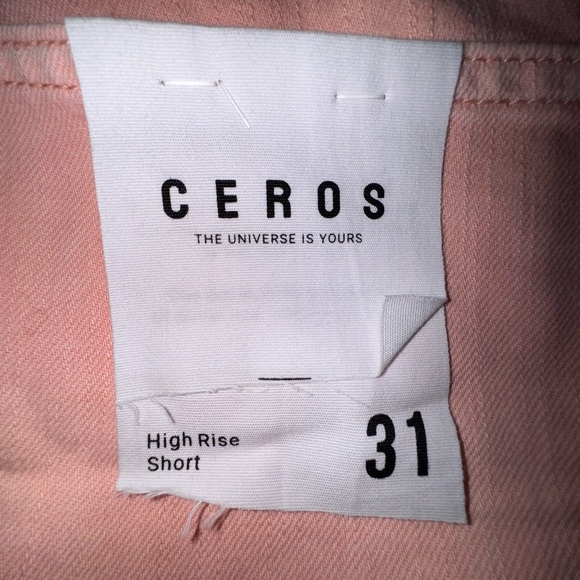 CEROS
THE UNIVERSE IS YOURS
High Rise
Short
31